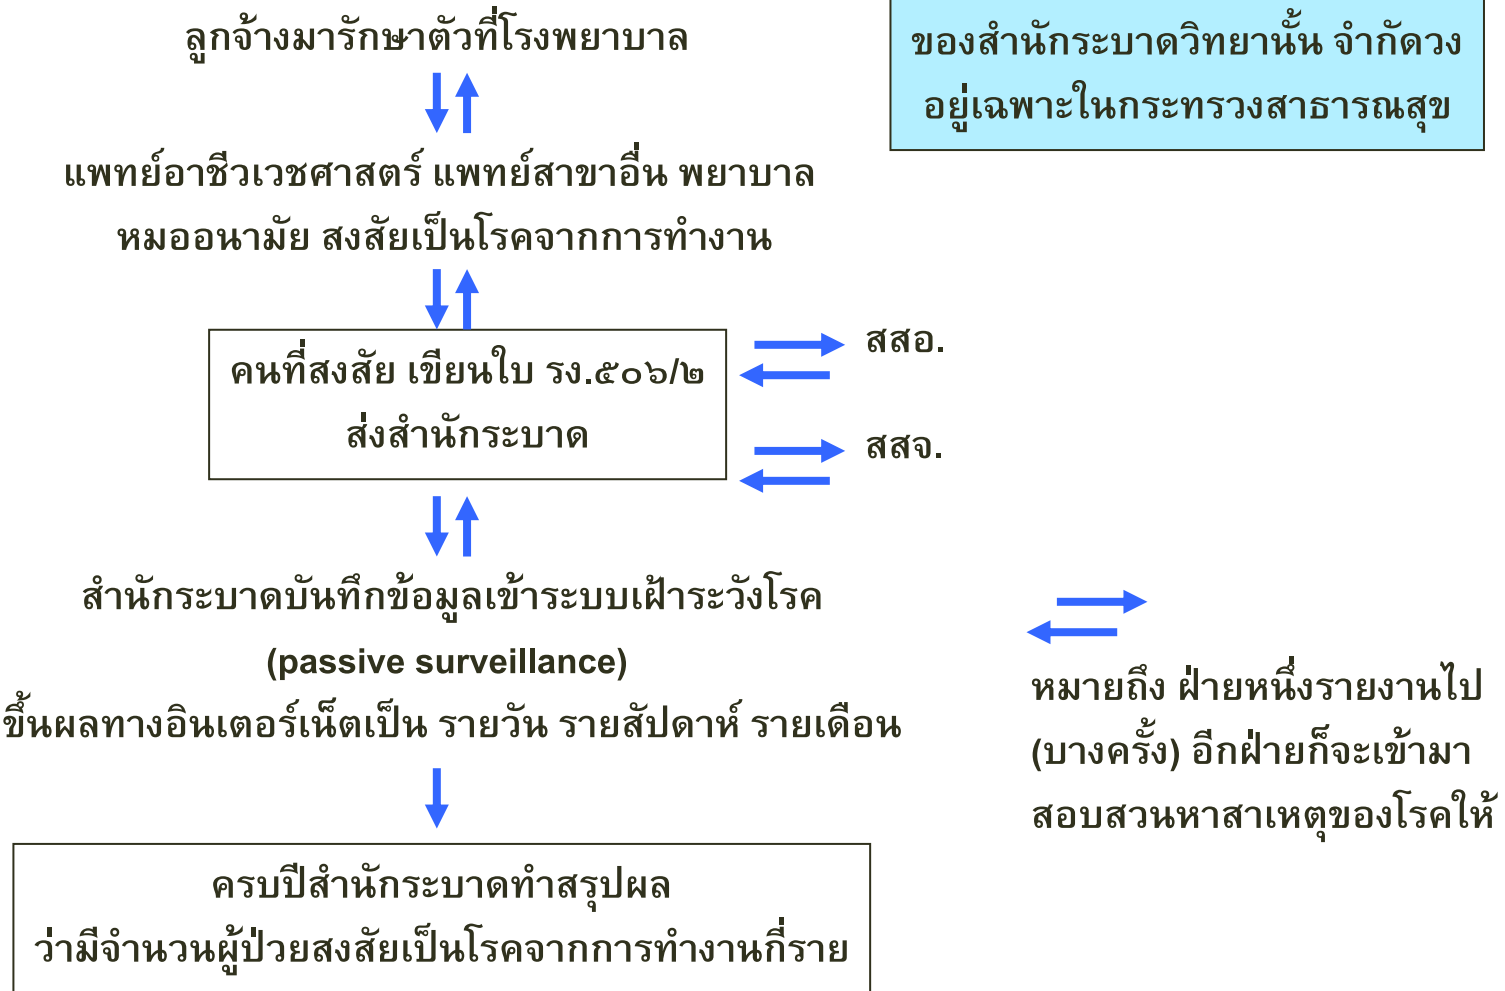 ลูกจ้างมารักษาตัวที่โรงพยาบาล
ของสำนักระบาดวิทยานั้น จำกัดวง
อยู่เฉพาะในกระทรวงสาธารณสุข
แพทย์อาชีวเวชศาสตร์ แพทย์สาขาอื่น พยาบาล
หมออนามัย สงสัยเป็นโรคจากการทำงาน
คนที่สงสัย เขียนใบ รง.๕๐๖/๒
ส่งสำนักระบาด
สสอ.
สสจ.
สำนักระบาดบันทึกข้อมูลเข้าระบบเฝ้าระวังโรค
(passive surveillance)
ขึ้นผลทางอินเตอร์เน็ตเป็น รายวัน รายสัปดาห์ รายเดือน
หมายถึง ฝ่ายหนึ่งรายงานไป
(บางครั้ง) อีกฝ่ายก็จะเข้ามา
สอบสวนหาสาเหตุของโรคให้
ครบปีสำนักระบาดทำสรุปผล
ว่ามีจำนวนผู้ป่วยสงสัยเป็นโรคจากการทำงานกี่ราย